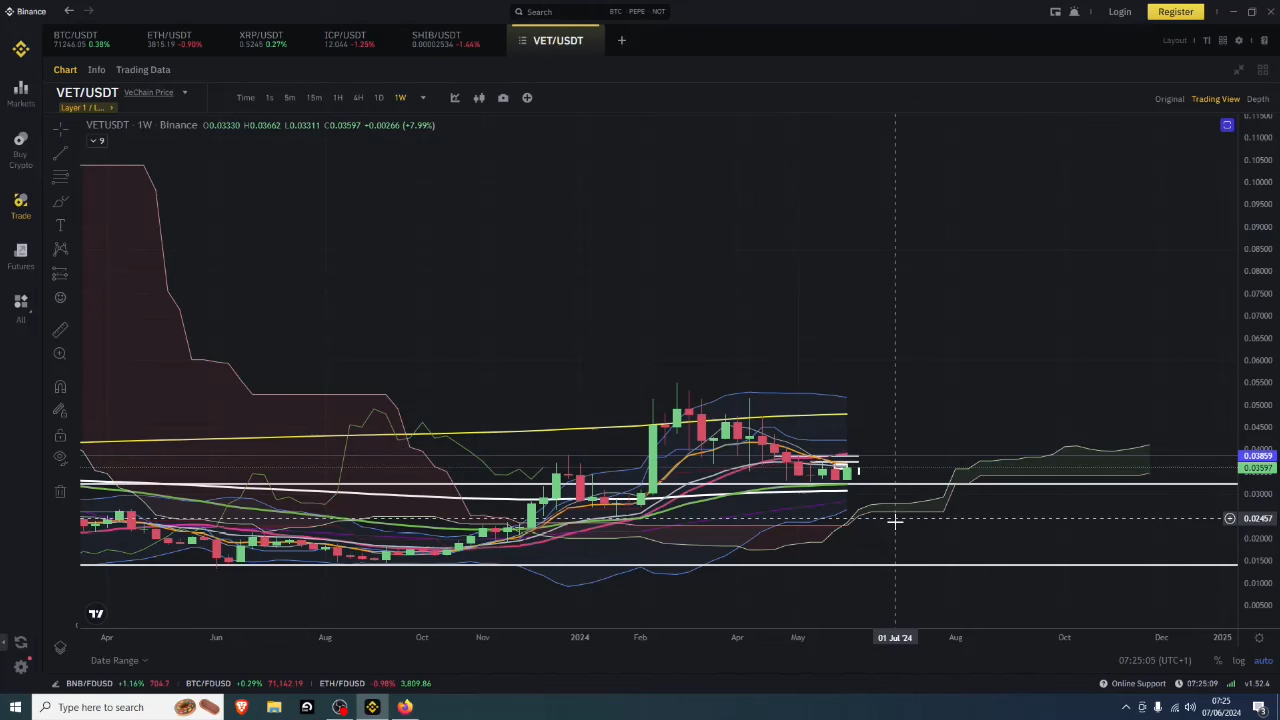 Binance
Search BTC · PEPE · NOT
Login Register
BTC/USDT ETH/USDT XRP/USDT ICP/USDT SHIB/USDT VET/USDT
71246.05 0.38% 3815.19 -0.90% 0.5245 0.27% 12.044 -1.25% 0.00002534 -1.44%
Layout
Chart Info Trading Data
Markets
VET/USDT VeChain Price
Layer 1 / L...
Time 1s 5m 15m 1H 4H 1D 1W
Original Trading View Depth
VETUSDT · 1W · Binance O0.03330 H0.03662 L0.03311 C0.03597 +0.00266 (+7.99%)
9
Buy
Crypto
Trade
Futures
All
0.11500
0.11000
0.10500
0.10000
0.09500
0.09000
0.08500
0.08000
0.07500
0.07000
0.06500
0.06000
0.05500
0.05000
0.04500
0.04000
0.03859
0.03597
0.03000
0.02457
0.02000
0.01500
0.01000
0.00500
Apr Jun Aug Oct Nov 2024 Feb Apr May 01 Jul '24 Aug Oct Dec 2025
Date Range
07:25:05 (UTC+1) % log auto
BNB/FDUSD +1.16% 704.7 BTC/FDUSD +0.29% 71,142.19 ETH/FDUSD -0.98% 3,809.86
Online Support 07:25:09 v1.52.4
Type here to search
07:25
07/06/2024
3